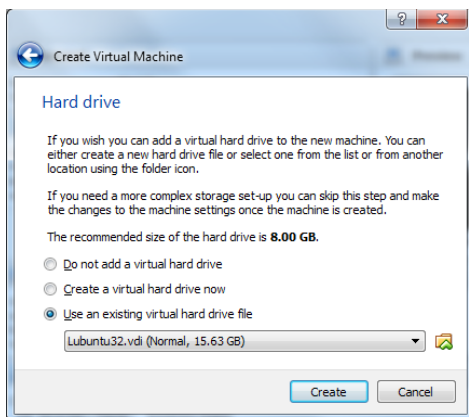 ?
Create Virtual Machine
Hard drive
If you wish you can add a virtual hard drive to the new machine. You can
either create a new hard drive file or select one from the list or from another
location using the folder icon.
If you need a more complex storage set-up you can skip this step and make
the changes to the machine settings once the machine is created.
The recommended size of the hard drive is 8.00 GB.
Do not add a virtual hard drive
Create a virtual hard drive now
Use an existing virtual hard drive file
Lubuntu32.vdi (Normal, 15.63 GB)
Create Cancel